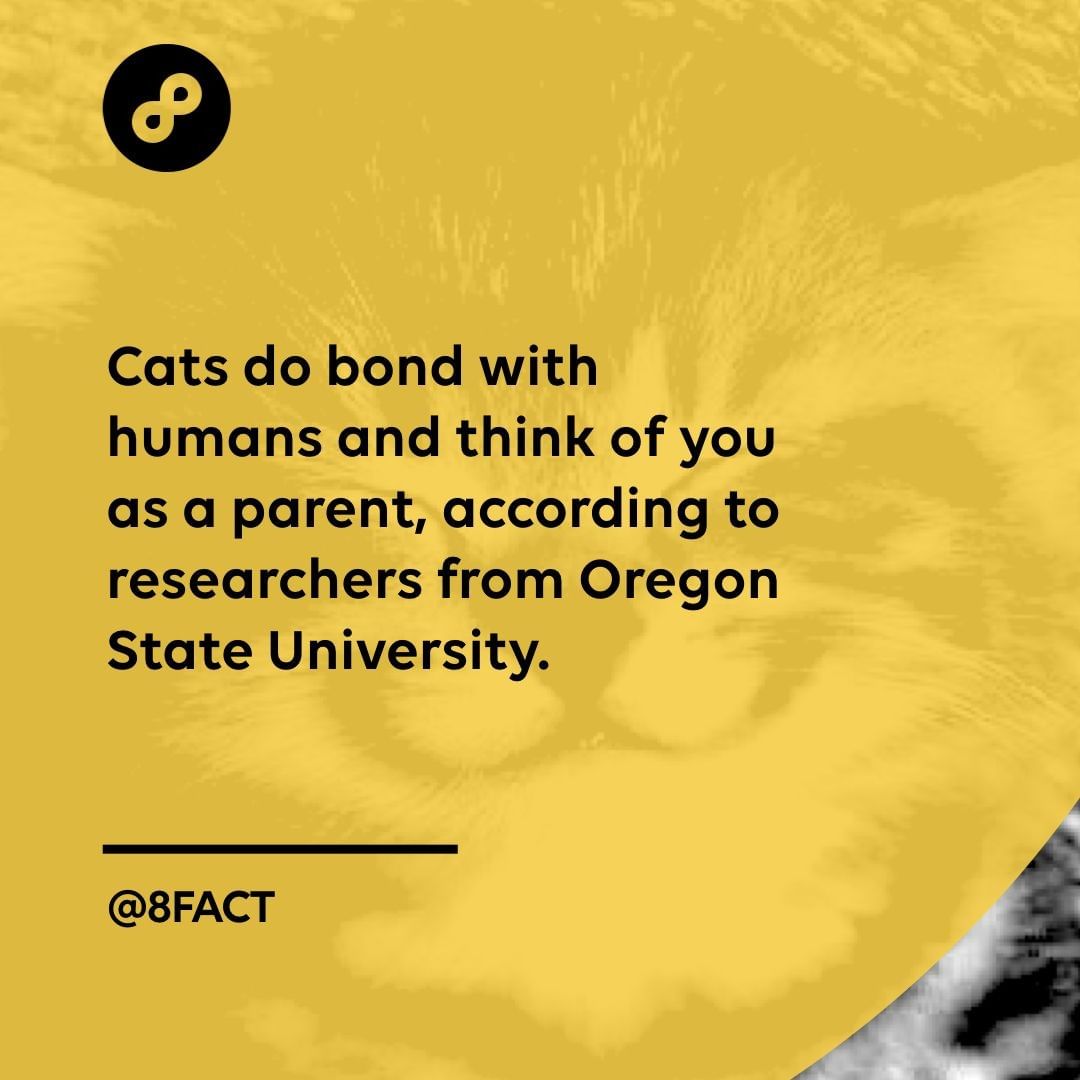 Cats do bond with
humans and think of you
as a parent, according to
researchers from Oregon
State University.
@8FACT